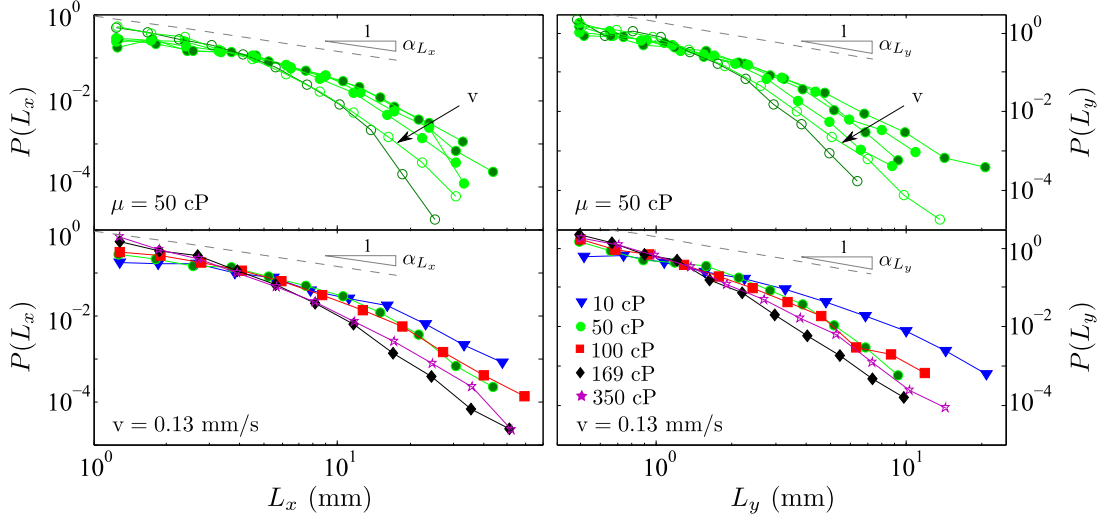 10^0
10^-2
10^-4
10^0
P(L_x)
1
α_{L_x}
v
μ = 50 cP
1
α_{L_y}
v
μ = 50 cP
10^0
10^-2
10^-4
P(L_y)
10^0
10^-2
10^-4
P(L_x)
1
α_{L_x}
v = 0.13 mm/s
1
α_{L_y}
10 cP
50 cP
100 cP
169 cP
350 cP
v = 0.13 mm/s
10^0
10^-2
10^-4
P(L_y)
10^0
10^1
L_x (mm)
10^0
10^1
L_y (mm)